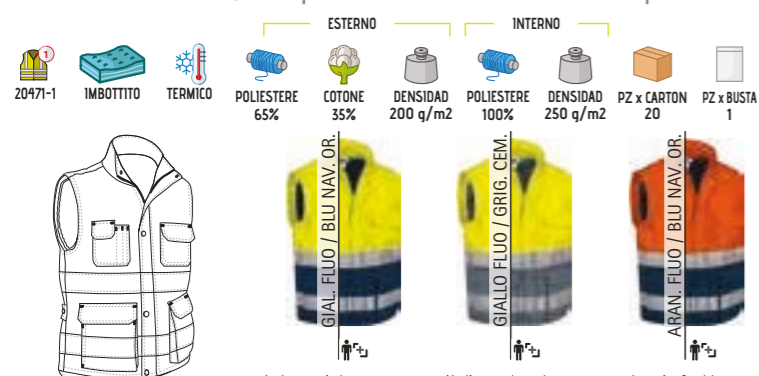 ESTERNO
INTERNO
1
20471-1
IMBOTTITO
TERMICO
POLIESTERE
65%
COTONE
35%
DENSIDAD
200 g/m2
POLIESTERE
100%
DENSIDAD
250 g/m2
PZ x CARTON
20
PZ x BUSTA
1
GIAL. FLUO / BLU NAV. OR.
GIALLO FLUO / GRIG. CEM.
ARAN. FLUO / BLU NAV. OR.